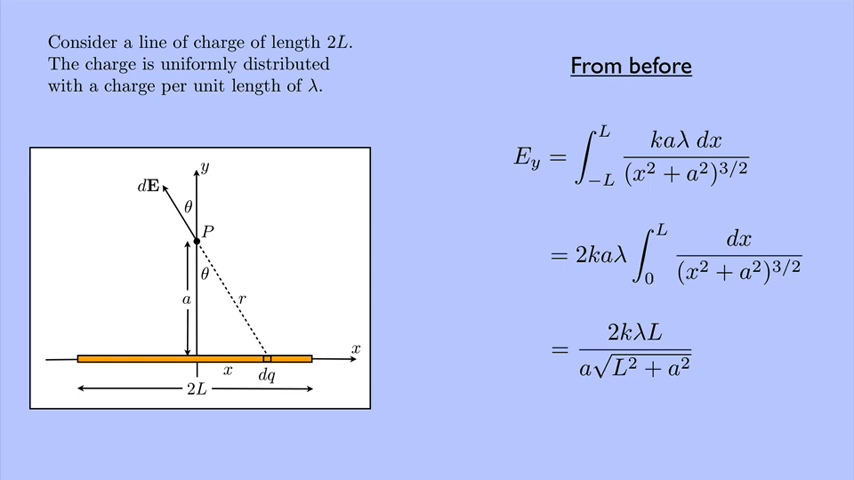 Consider a line of charge of length 2L.
The charge is uniformly distributed
with a charge per unit length of λ.
From before
E_y = ∫_{-L}^{L} kaλ dx / (x² + a²)^{3/2}
= 2kaλ ∫_0^L dx / (x² + a²)^{3/2}
= 2kλL / a√(L² + a²)
y
dE
θ
P
θ
a
r
x
x
dq
2L